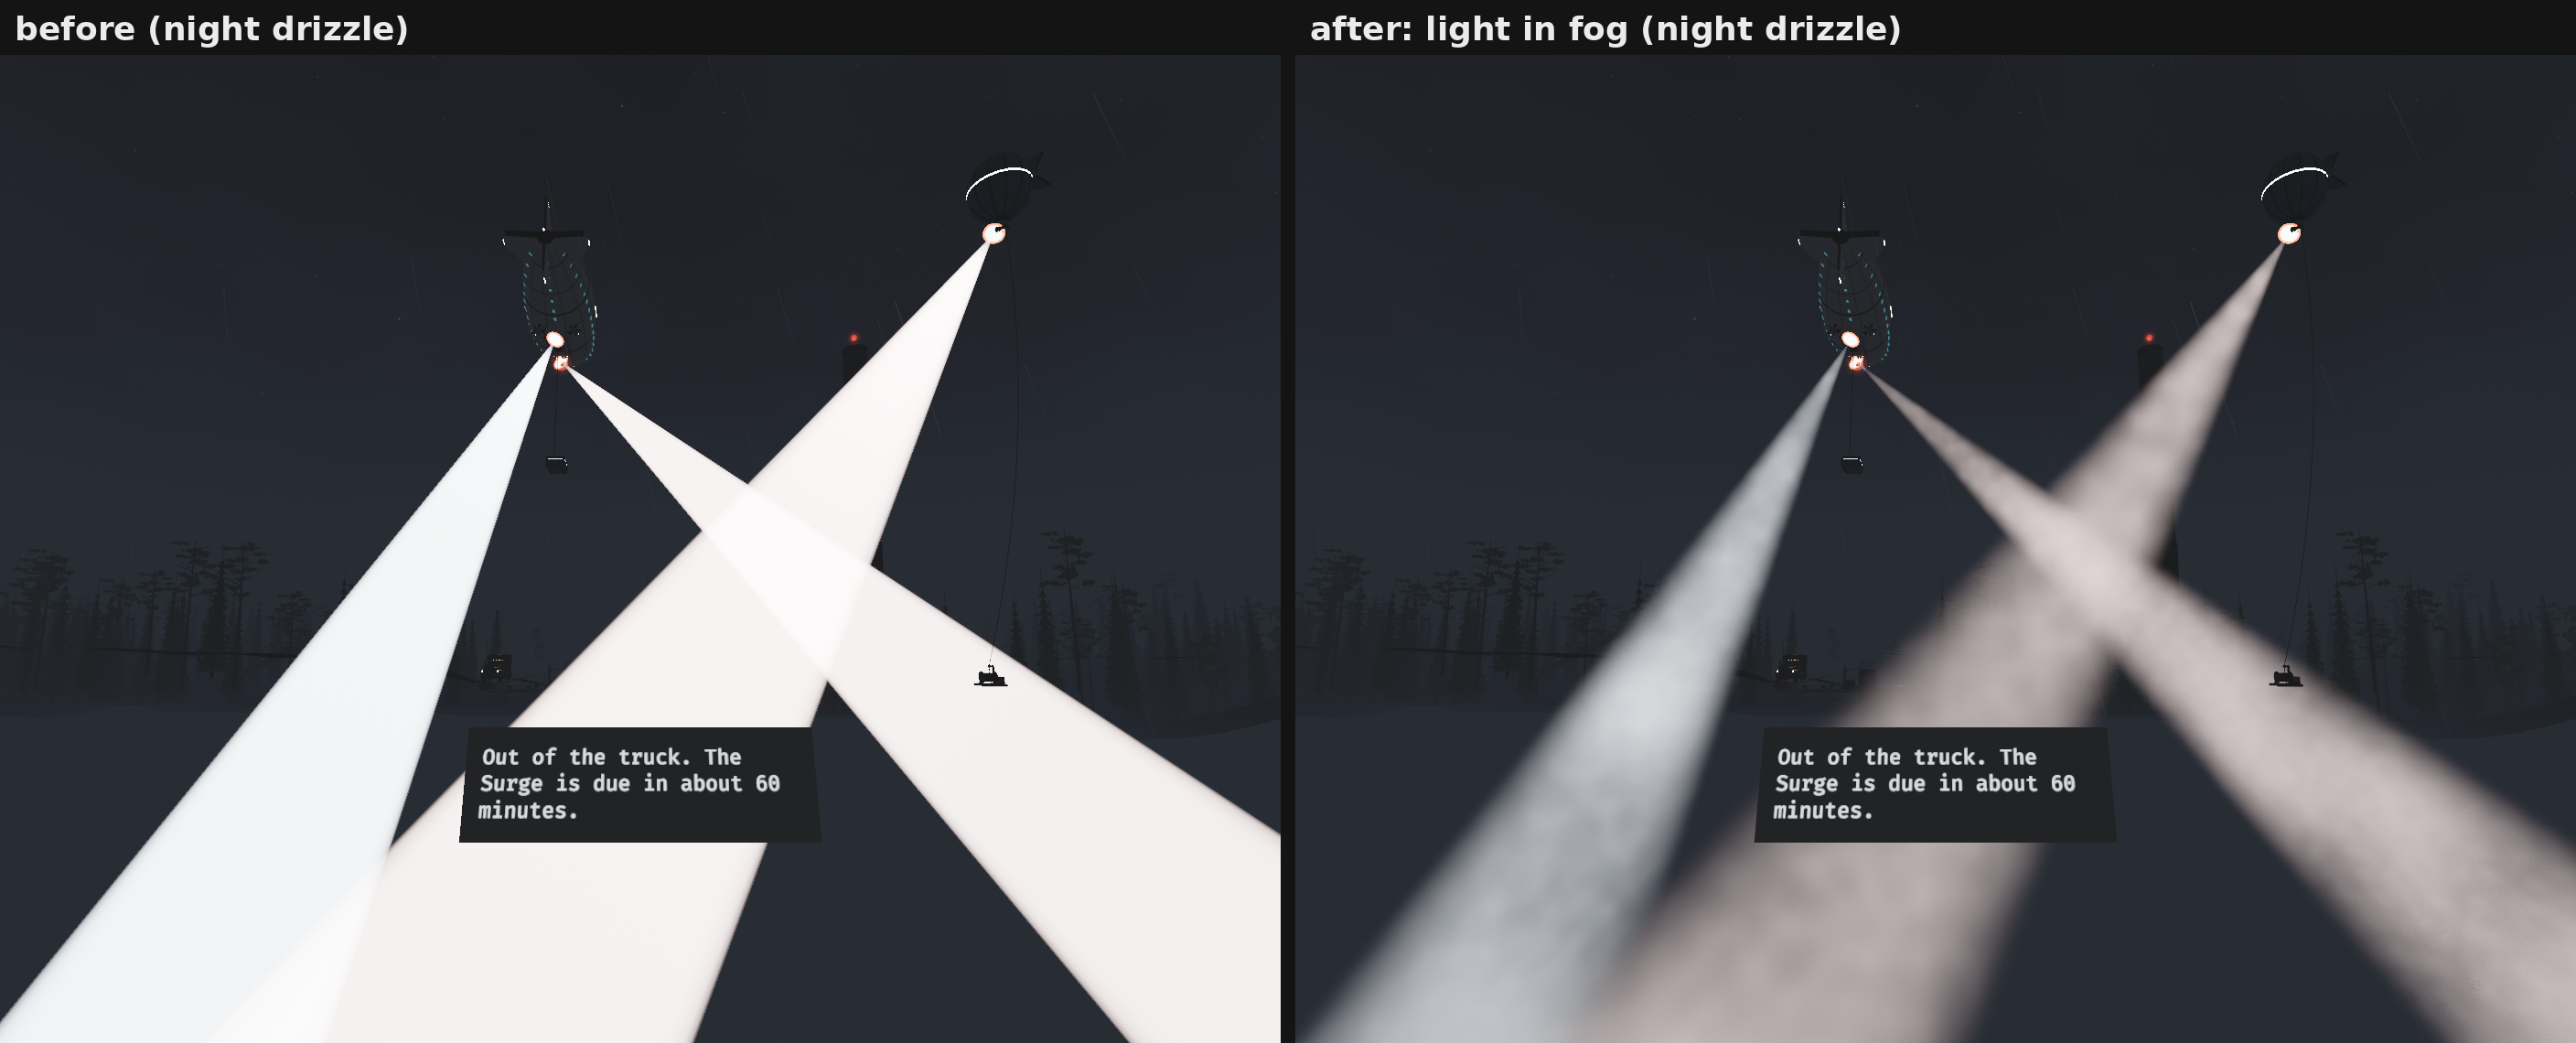 before (night drizzle)
after: light in fog (night drizzle)
Out of the truck. The
Surge is due in about 60
minutes.
Out of the truck. The
Surge is due in about 60
minutes.